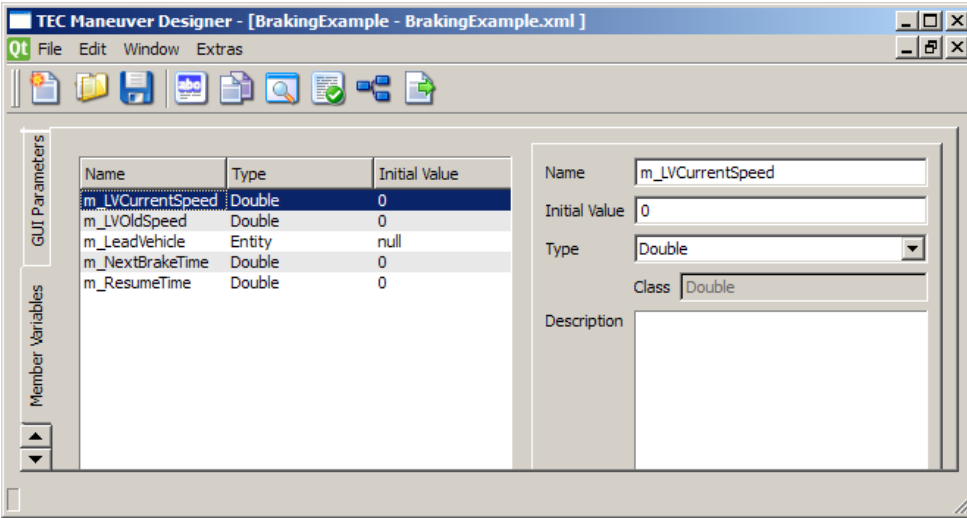 TEC Maneuver Designer - [BrakingExample - BrakingExample.xml ]
Qt File Edit Window Extras
abc
GUI Parameters
Member Variables
Name Type Initial Value
m_LVCurrentSpeed Double 0
m_LVOldSpeed Double 0
m_LeadVehicle Entity null
m_NextBrakeTime Double 0
m_ResumeTime Double 0
Name m_LVCurrentSpeed
Initial Value 0
Type Double
Class Double
Description